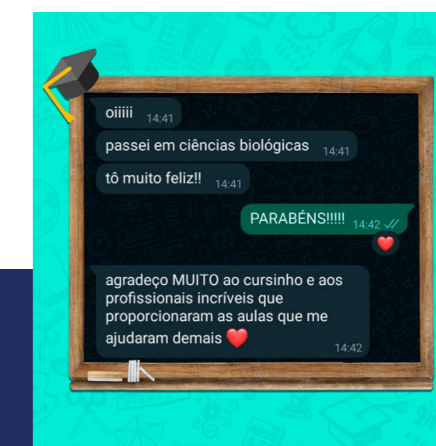 oiiiii 14:41
passei em ciências biológicas 14:41
tô muito feliz!! 14:41
PARABÉNS!!!!! 14:42
agradeço MUITO ao cursinho e aos
profissionais incríveis que
proporcionaram as aulas que me
ajudaram demais ❤️
14:42